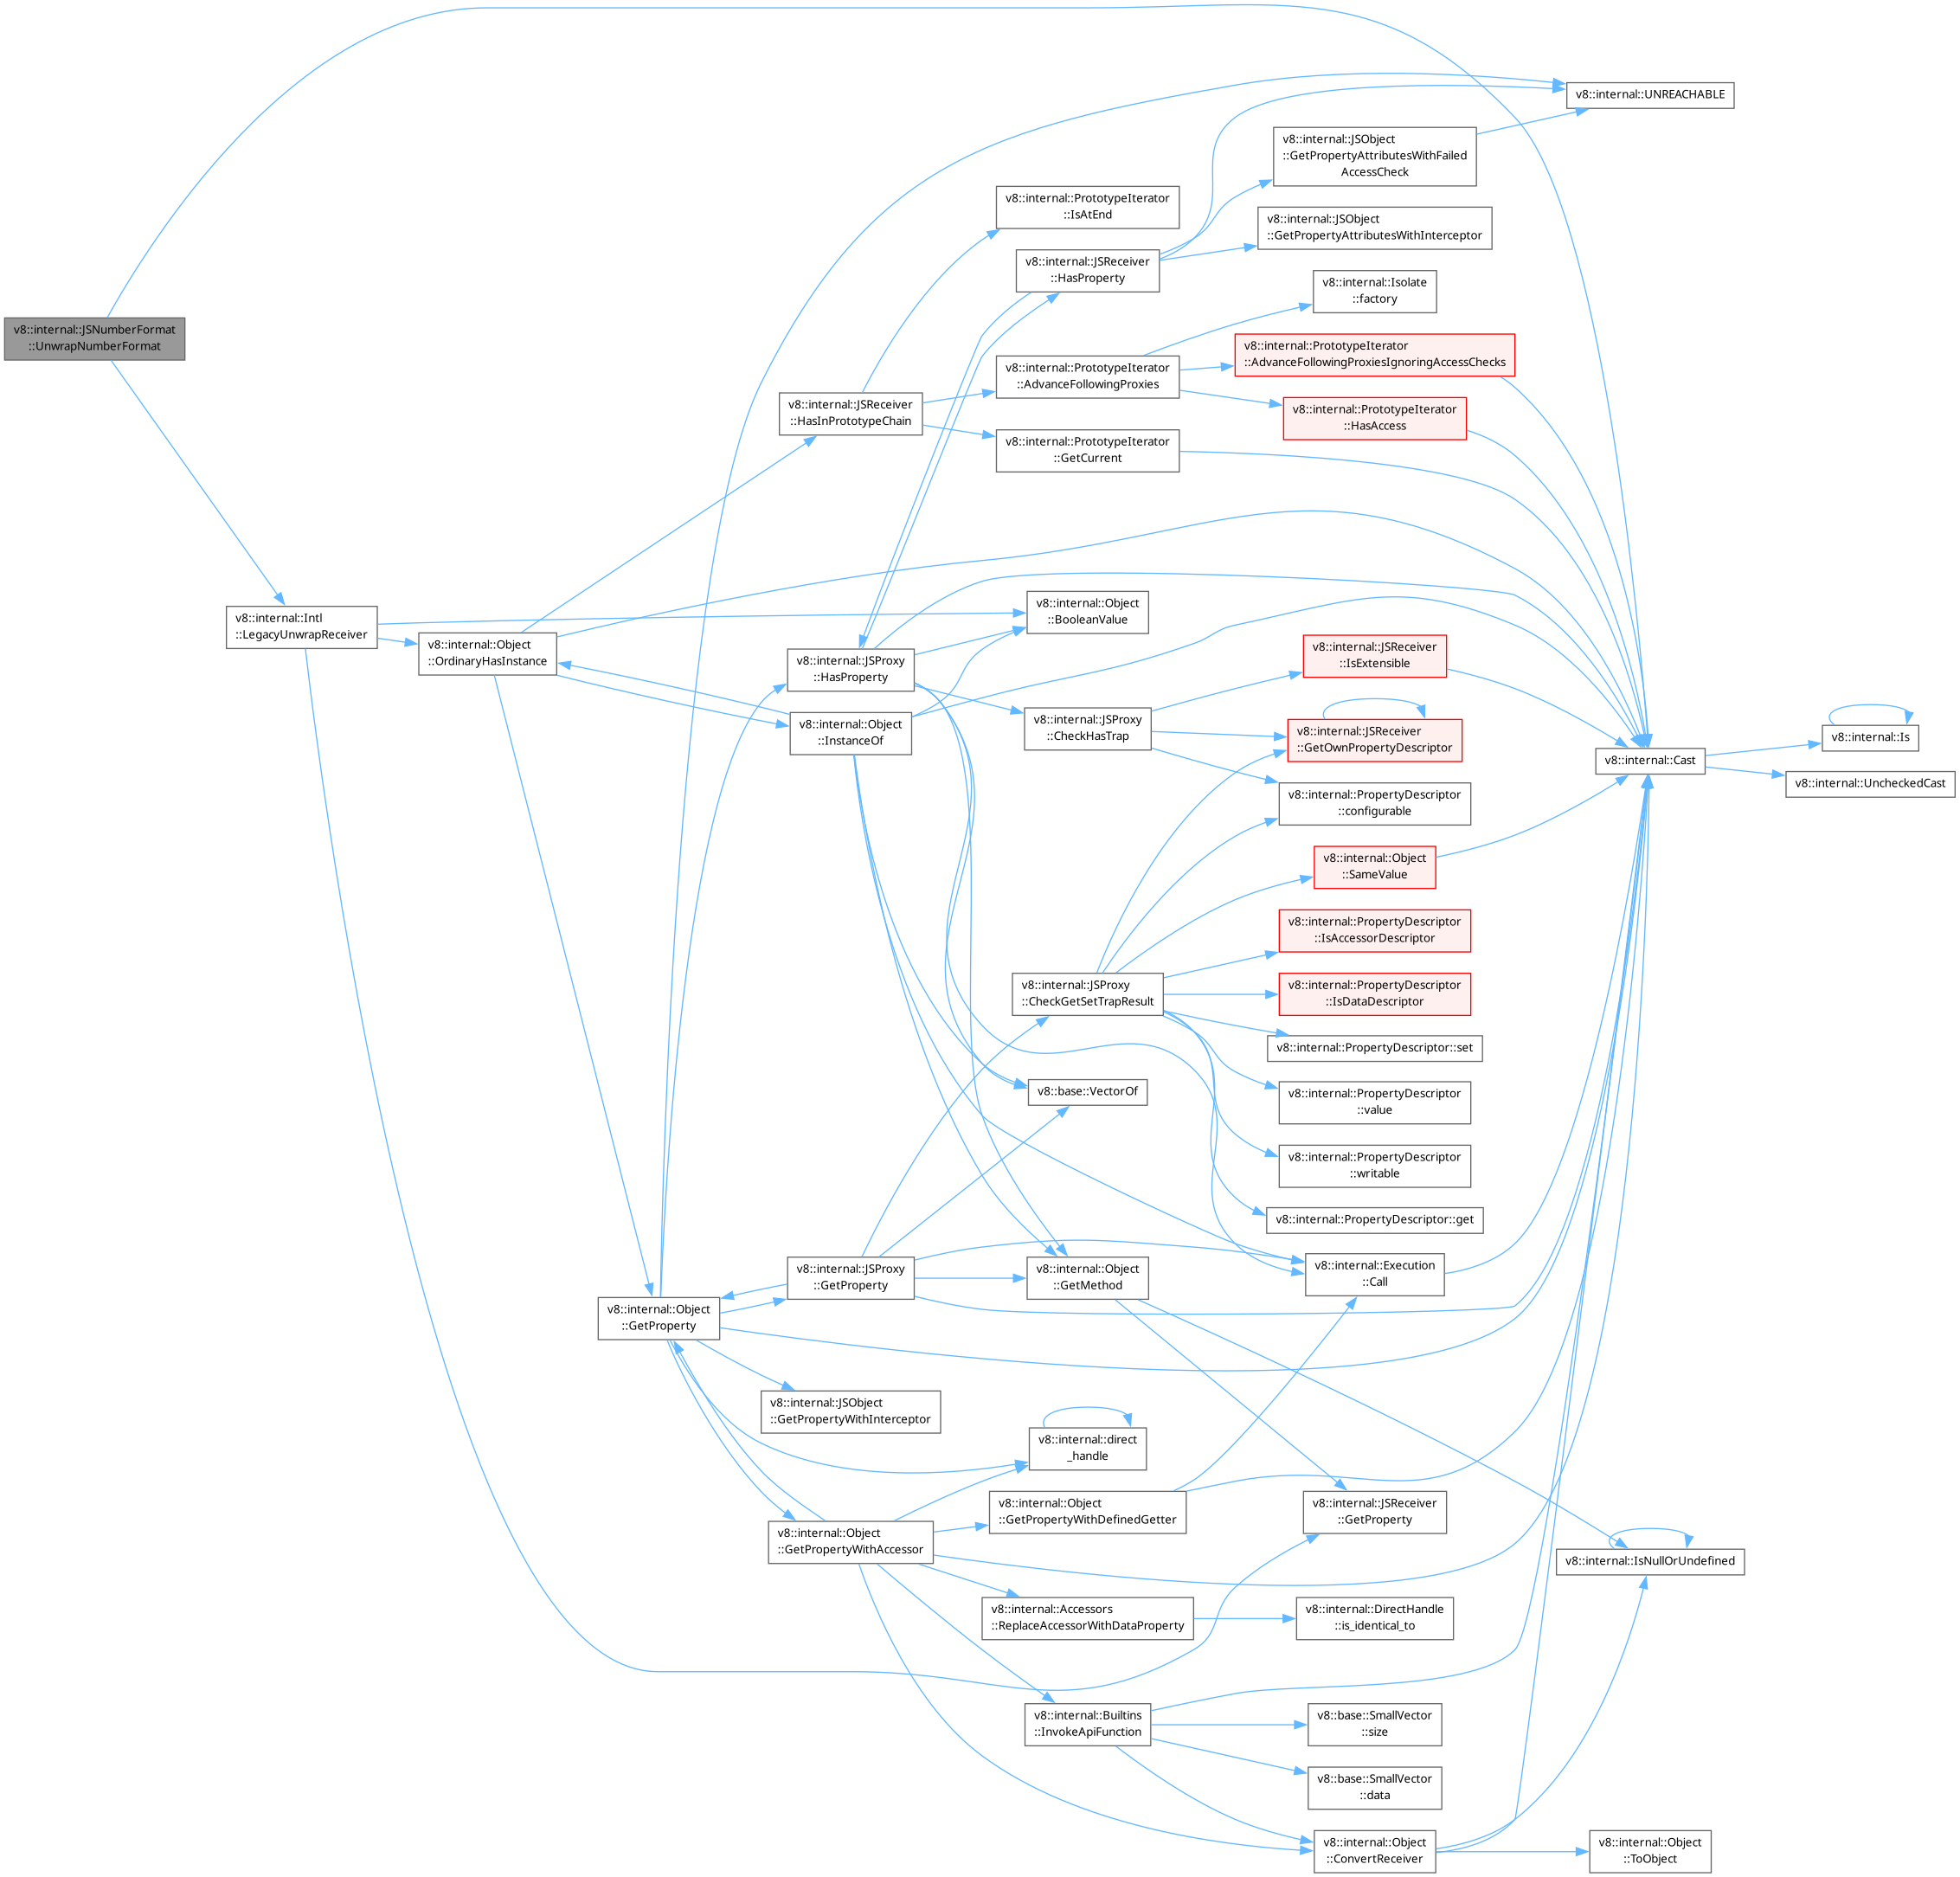 v8::internal::JSNumberFormat
::UnwrapNumberFormat
v8::internal::Intl
::LegacyUnwrapReceiver
v8::internal::Object
::OrdinaryHasInstance
v8::internal::Object
::GetProperty
v8::internal::JSReceiver
::HasInPrototypeChain
v8::internal::JSProxy
::HasProperty
v8::internal::Object
::InstanceOf
v8::internal::JSProxy
::GetProperty
v8::internal::JSObject
::GetPropertyWithInterceptor
v8::internal::Object
::GetPropertyWithAccessor
v8::internal::PrototypeIterator
::IsAtEnd
v8::internal::JSReceiver
::HasProperty
v8::internal::PrototypeIterator
::AdvanceFollowingProxies
v8::internal::PrototypeIterator
::GetCurrent
v8::internal::Object
::BooleanValue
v8::internal::JSProxy
::CheckHasTrap
v8::internal::JSProxy
::CheckGetSetTrapResult
v8::base::VectorOf
v8::internal::Object
::GetMethod
v8::internal::direct
_handle
v8::internal::Object
::GetPropertyWithDefinedGetter
v8::internal::Accessors
::ReplaceAccessorWithDataProperty
v8::internal::Builtins
::InvokeApiFunction
v8::internal::JSObject
::GetPropertyAttributesWithFailed
AccessCheck
v8::internal::JSObject
::GetPropertyAttributesWithInterceptor
v8::internal::Isolate
::factory
v8::internal::PrototypeIterator
::AdvanceFollowingProxiesIgnoringAccessChecks
v8::internal::PrototypeIterator
::HasAccess
v8::internal::JSReceiver
::IsExtensible
v8::internal::JSReceiver
::GetOwnPropertyDescriptor
v8::internal::PropertyDescriptor
::configurable
v8::internal::Object
::SameValue
v8::internal::PropertyDescriptor
::IsAccessorDescriptor
v8::internal::PropertyDescriptor
::IsDataDescriptor
v8::internal::PropertyDescriptor::set
v8::internal::PropertyDescriptor
::value
v8::internal::PropertyDescriptor
::writable
v8::internal::PropertyDescriptor::get
v8::internal::Execution
::Call
v8::internal::JSReceiver
::GetProperty
v8::internal::DirectHandle
::is_identical_to
v8::base::SmallVector
::size
v8::base::SmallVector
::data
v8::internal::Object
::ConvertReceiver
v8::internal::UNREACHABLE
v8::internal::Cast
v8::internal::IsNullOrUndefined
v8::internal::Object
::ToObject
v8::internal::Is
v8::internal::UncheckedCast